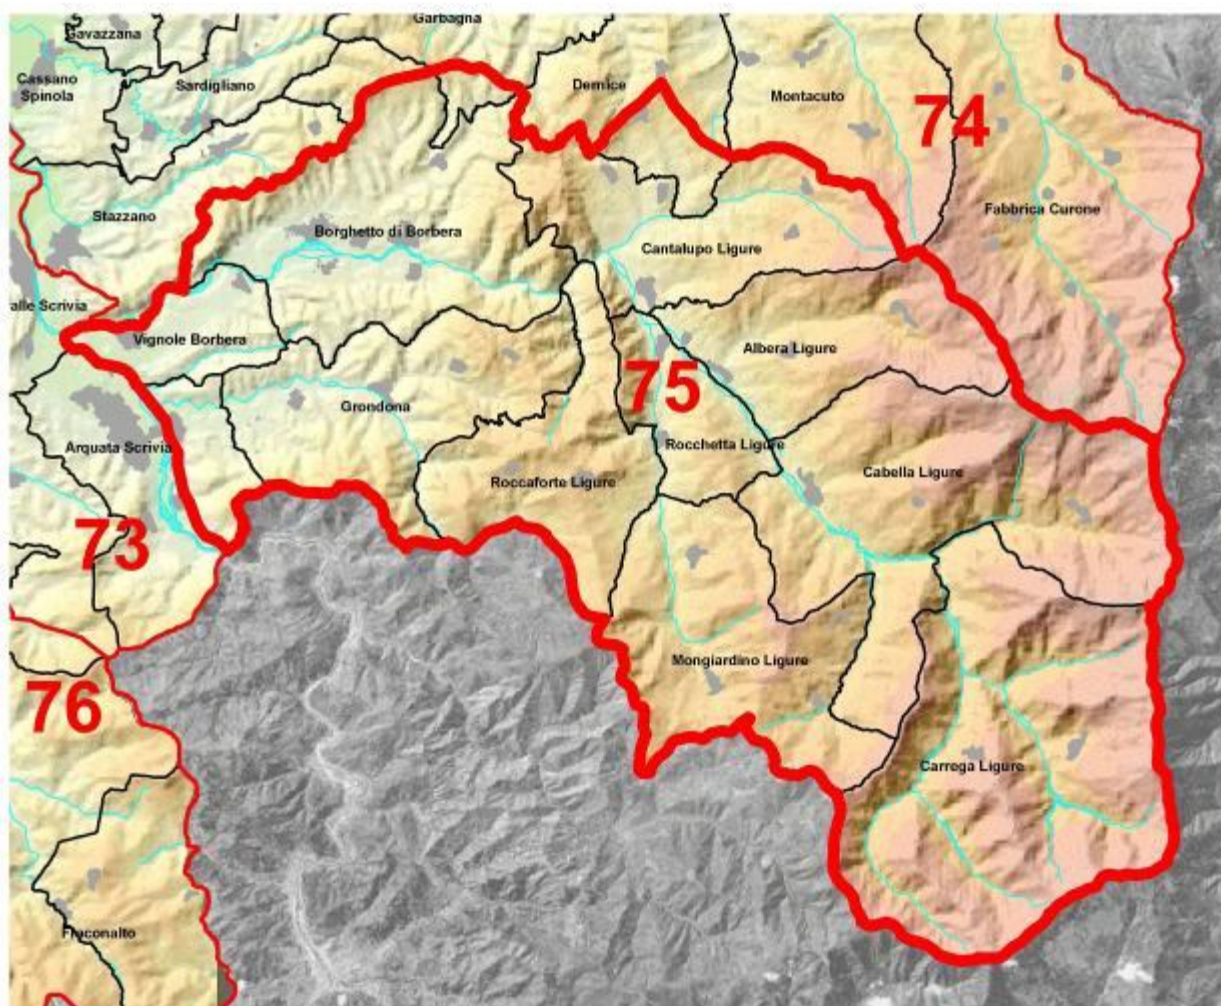 Garbagna
Gavazzana
Cassano
Spinola
Sardigliano
Dernice
Montacuto
74
Stazzano
Fabbrica Curone
Borghetto di Borbera
Cantalupo Ligure
alle Scrivia
Vignole Borbera
Albera Ligure
75
Grondona
Arquata Scrivia
Rocchetta Ligure
Cabella Ligure
Roccaforte Ligure
73
Mongiardino Ligure
76
Carrega Ligure
Fraconalto